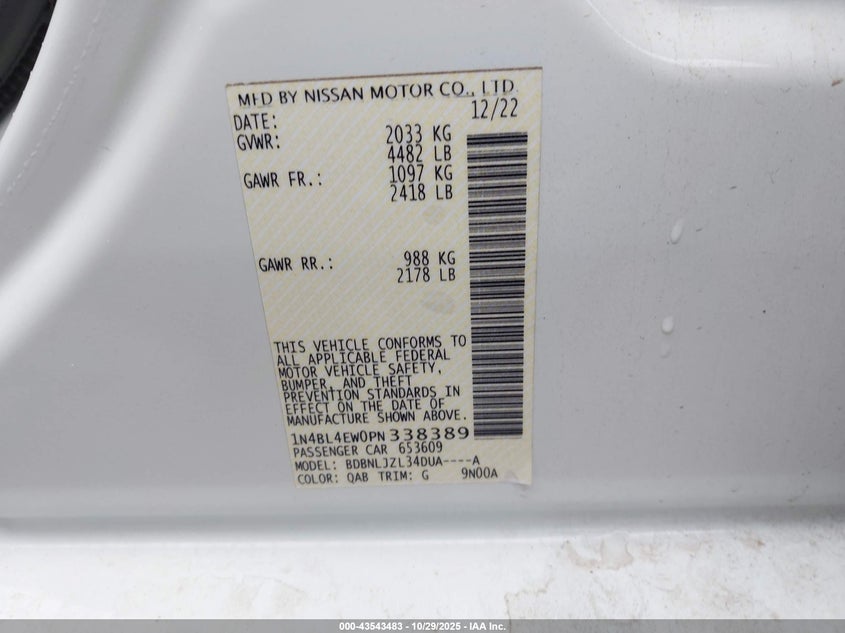 MFD BY NISSAN MOTOR CO., LTD.
DATE: 12/22
GVWR: 2033 KG
4482 LB
GAWR FR.: 1097 KG
2418 LB
GAWR RR.: 988 KG
2178 LB
THIS VEHICLE CONFORMS TO
ALL APPLICABLE FEDERAL
MOTOR VEHICLE SAFETY,
BUMPER, AND THEFT
PREVENTION STANDARDS IN
EFFECT ON THE DATE OF
MANUFACTURE SHOWN ABOVE.
1N4BL4EW0PN338389
PASSENGER CAR 653609
MODEL: BDBNLJZL34DUA----A
COLOR: QAB TRIM: G 9N00A
000-43543483 - 10/29/2025 - IAA Inc.